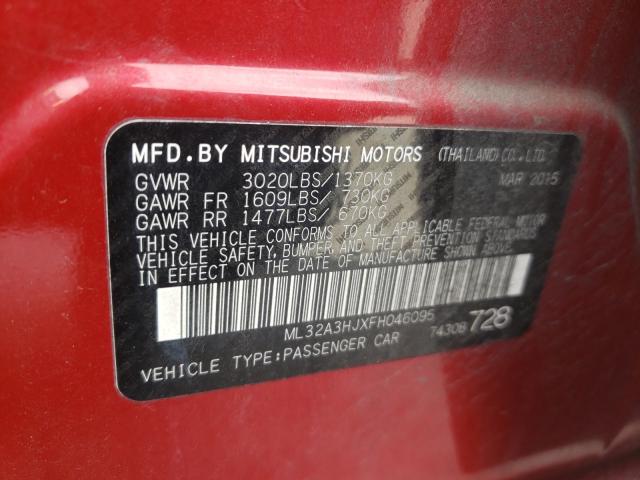 MFD.BY MITSUBISHI MOTORS (THAILAND)CO.,LTD.
GVWR 3020LBS/1370KG MAR 2015
GAWR FR 1609LBS/ 730KG
GAWR RR 1477LBS/ 670KG
THIS VEHICLE CONFORMS TO ALL APPLICABLE FEDERAL MOTOR
VEHICLE SAFETY, BUMPER, AND THEFT PREVENTION STANDARDS
IN EFFECT ON THE DATE OF MANUFACTURE SHOWN ABOVE.
ML32A3HJXFH046095
74308 728
VEHICLE TYPE:PASSENGER CAR